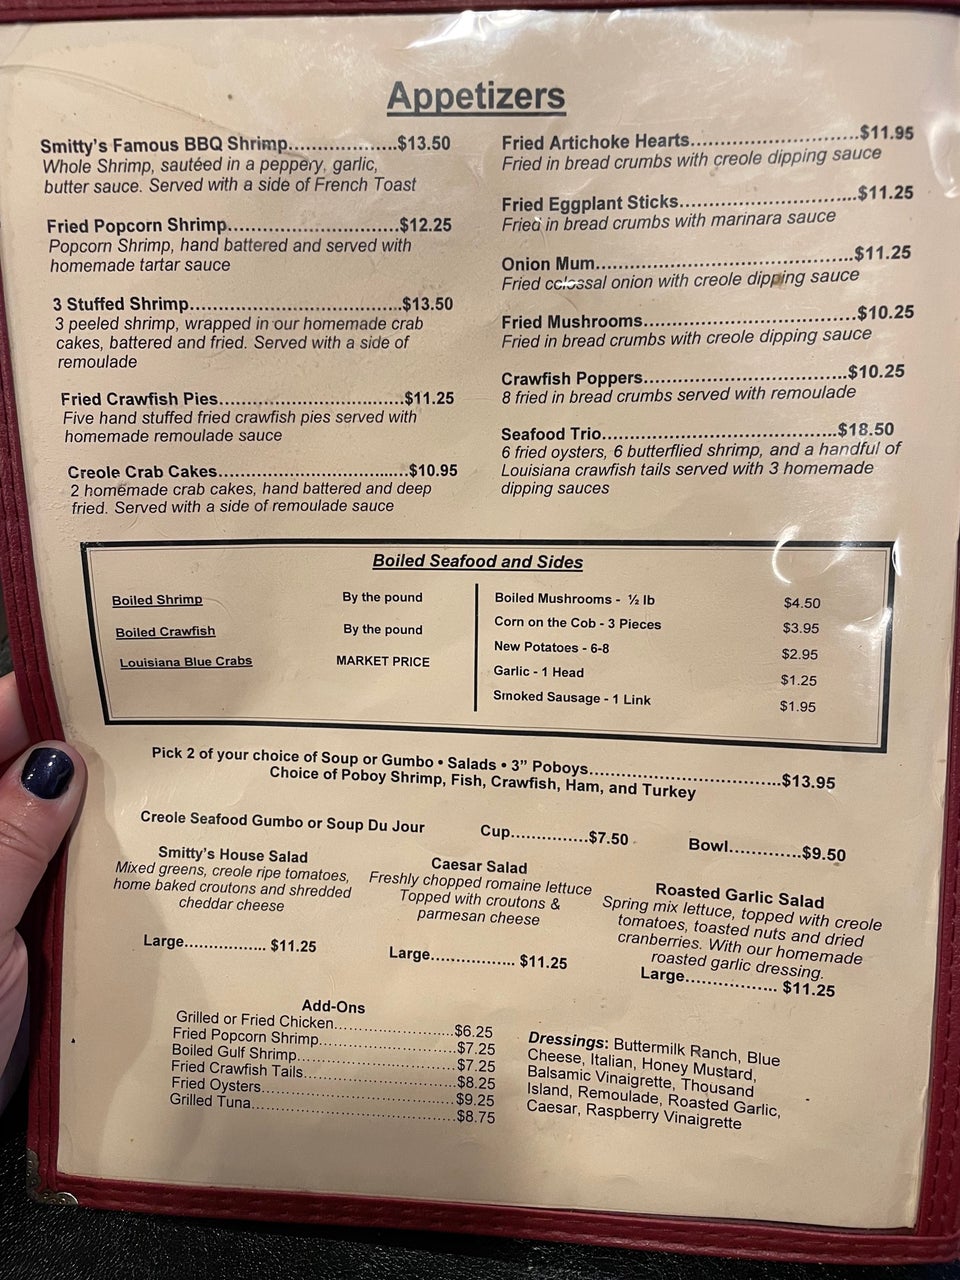 Appetizers
Smitty's Famous BBQ Shrimp......................$13.50
Whole Shrimp, sautéed in a peppery, garlic,
butter sauce. Served with a side of French Toast
Fried Popcorn Shrimp...................................$12.25
Popcorn Shrimp, hand battered and served with
homemade tartar sauce
3 Stuffed Shrimp...........................................$13.50
3 peeled shrimp, wrapped in our homemade crab
cakes, battered and fried. Served with a side of
remoulade
Fried Crawfish Pies......................................$11.25
Five hand stuffed fried crawfish pies served with
homemade remoulade sauce
Creole Crab Cakes.......................................$10.95
2 homemade crab cakes, hand battered and deep
fried. Served with a side of remoulade sauce
Fried Artichoke Hearts..................................$11.95
Fried in bread crumbs with creole dipping sauce
Fried Eggplant Sticks....................................$11.25
Fried in bread crumbs with marinara sauce
Onion Mum....................................................$11.25
Fried colossal onion with creole dipping sauce
Fried Mushrooms...........................................$10.25
Fried in bread crumbs with creole dipping sauce
Crawfish Poppers.........................................$10.25
8 fried in bread crumbs served with remoulade
Seafood Trio................................................$18.50
6 fried oysters, 6 butterflied shrimp, and a handful of
Louisiana crawfish tails served with 3 homemade
dipping sauces
Boiled Seafood and Sides
Boiled Shrimp By the pound
Boiled Crawfish By the pound
Louisiana Blue Crabs MARKET PRICE
Boiled Mushrooms - ½ lb $4.50
Corn on the Cob - 3 Pieces $3.95
New Potatoes - 6-8 $2.95
Garlic - 1 Head $1.25
Smoked Sausage - 1 Link $1.95
Pick 2 of your choice of Soup or Gumbo • Salads • 3" Poboys.......................................$13.95
Choice of Poboy Shrimp, Fish, Crawfish, Ham, and Turkey
Creole Seafood Gumbo or Soup Du Jour Cup................$7.50 Bowl...............$9.50
Smitty's House Salad
Mixed greens, creole ripe tomatoes,
home baked croutons and shredded
cheddar cheese
Large................. $11.25
Caesar Salad
Freshly chopped romaine lettuce
Topped with croutons &
parmesan cheese
Large.................. $11.25
Roasted Garlic Salad
Spring mix lettuce, topped with creole
tomatoes, toasted nuts and dried
cranberries. With our homemade
roasted garlic dressing.
Large................... $11.25
Add-Ons
Grilled or Fried Chicken..........................$6.25
Fried Popcorn Shrimp..............................$7.25
Boiled Gulf Shrimp...................................$7.25
Fried Crawfish Tails..................................$8.25
Fried Oysters............................................$9.25
Grilled Tuna..............................................$8.75
Dressings: Buttermilk Ranch, Blue
Cheese, Italian, Honey Mustard,
Balsamic Vinaigrette, Thousand
Island, Remoulade, Roasted Garlic,
Caesar, Raspberry Vinaigrette